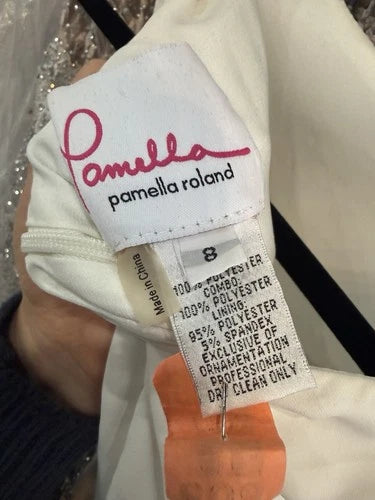 Pamella
pamella roland
8
Made in China
100% POLYESTER
COMBO:
100% POLYESTER
LINING:
95% POLYESTER
5% SPANDEX
EXCLUSIVE OF
ORNAMENTATION
PROFESSIONAL
DRY CLEAN ONLY